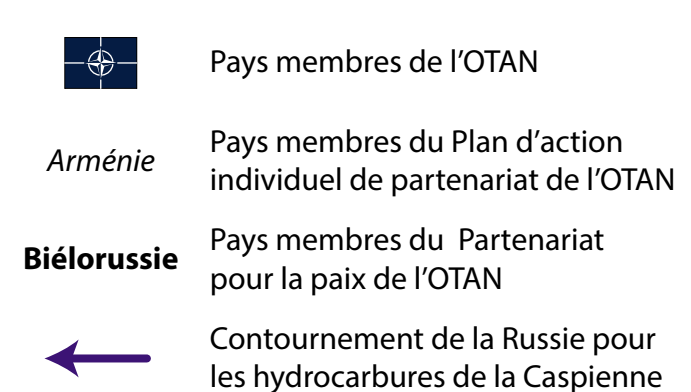 Pays membres de l’OTAN
Arménie
Pays membres du Plan d’action
individuel de partenariat de l’OTAN
Biélorussie
Pays membres du Partenariat
pour la paix de l’OTAN
Contournement de la Russie pour
les hydrocarbures de la Caspienne